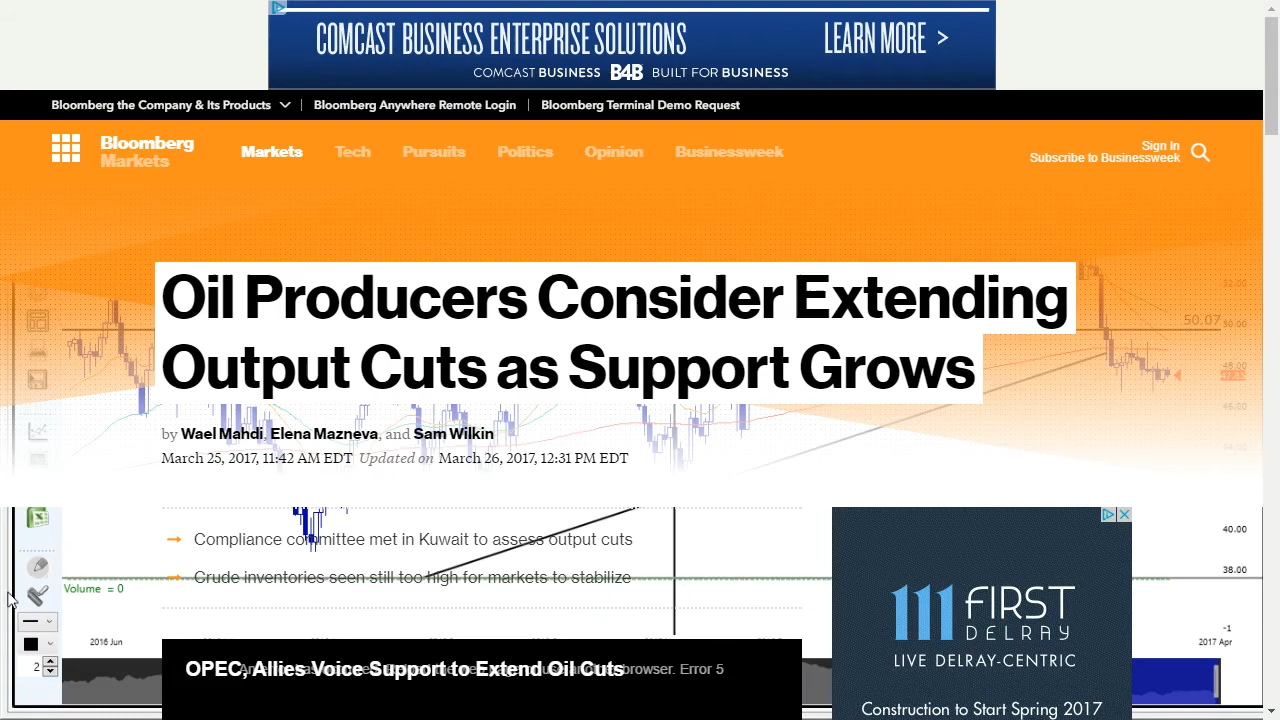 COMCAST BUSINESS ENTERPRISE SOLUTIONS
LEARN MORE >
COMCAST BUSINESS B4B BUILT FOR BUSINESS
Bloomberg the Company & Its Products
Bloomberg Anywhere Remote Login
Bloomberg Terminal Demo Request
Bloomberg
Markets
Markets
Tech
Pursuits
Politics
Opinion
Businessweek
Sign In
Subscribe to Businessweek
Oil Producers Consider Extending
Output Cuts as Support Grows
50.07
50.00
48.00
by Wael Mahdi, Elena Mazneva, and Sam Wilkin
March 25, 2017, 11:42 AM EDT Updated on March 26, 2017, 12:31 PM EDT
Compliance committee met in Kuwait to assess output cuts
Crude inventories seen still too high for markets to stabilize
40.00
38.00
-1
Volume = 0
2016 Jun
2017 Apr
2
OPEC, Allies Voice Support to Extend Oil Cuts
browser. Error 5
111 FIRST
DELRAY
LIVE DELRAY-CENTRIC
Construction to Start Spring 2017